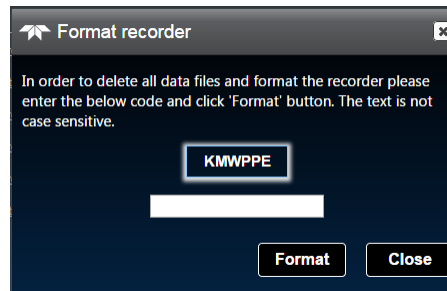 Format recorder
In order to delete all data files and format the recorder please
enter the below code and click 'Format' button. The text is not
case sensitive.
KMWPPE
Format
Close